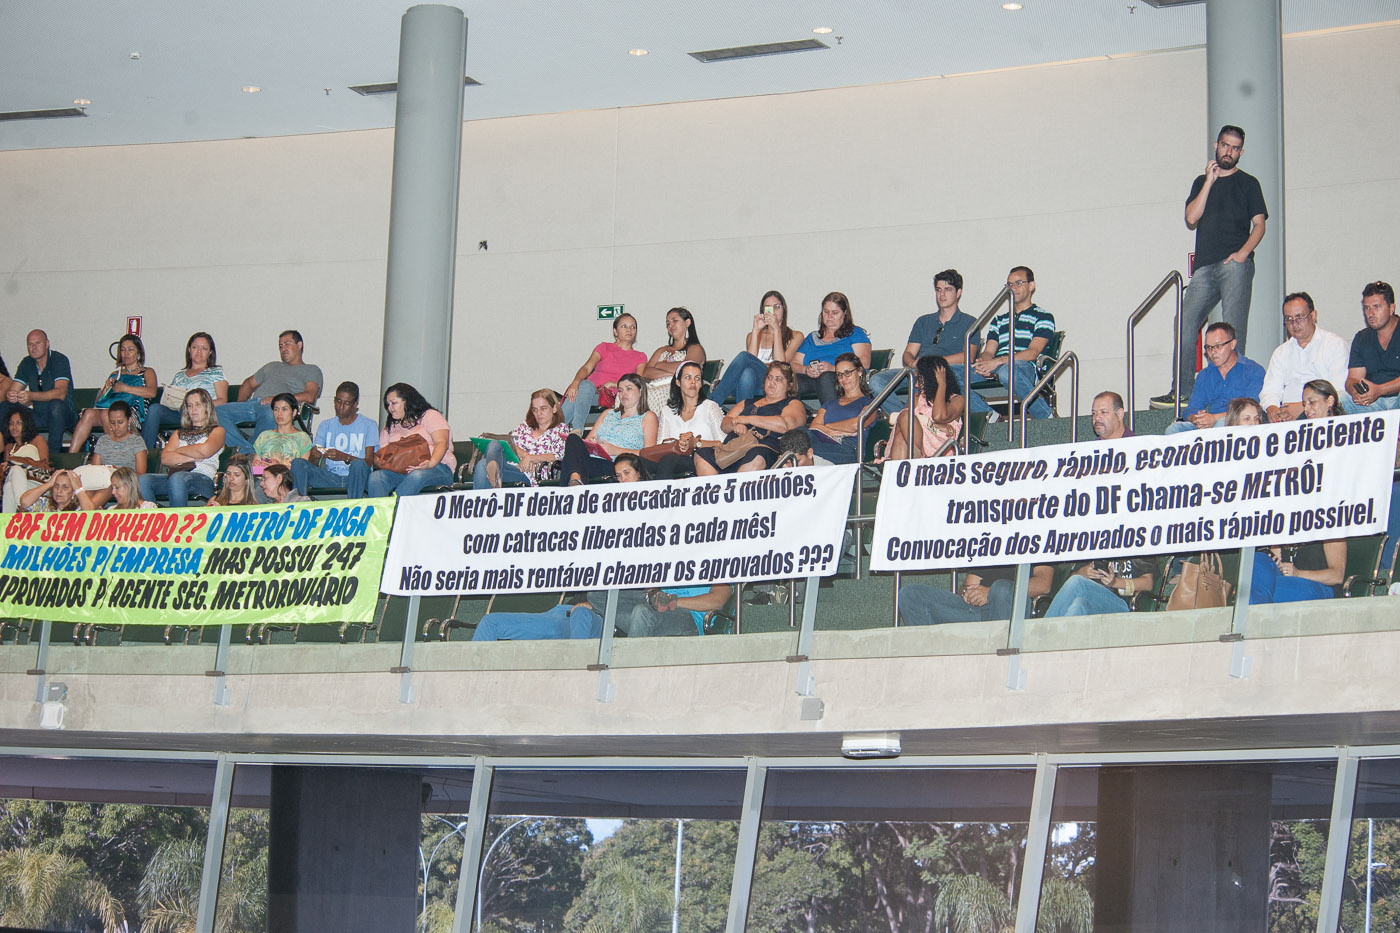 GDF SEM DINHEIRO?? O METRÔ-DF PAGA
MILHÕES P/ EMPRESA, MAS POSSUI 247
APROVADOS P/ AGENTE SEG. METROROVIÁRIO
O Metrô-DF deixa de arrecadar até 5 milhões,
com catracas liberadas a cada mês!
Não seria mais rentável chamar os aprovados ???
O mais seguro, rápido, econômico e eficiente
transporte do DF chama-se METRÔ!
Convocação dos Aprovados o mais rápido possível.
LON